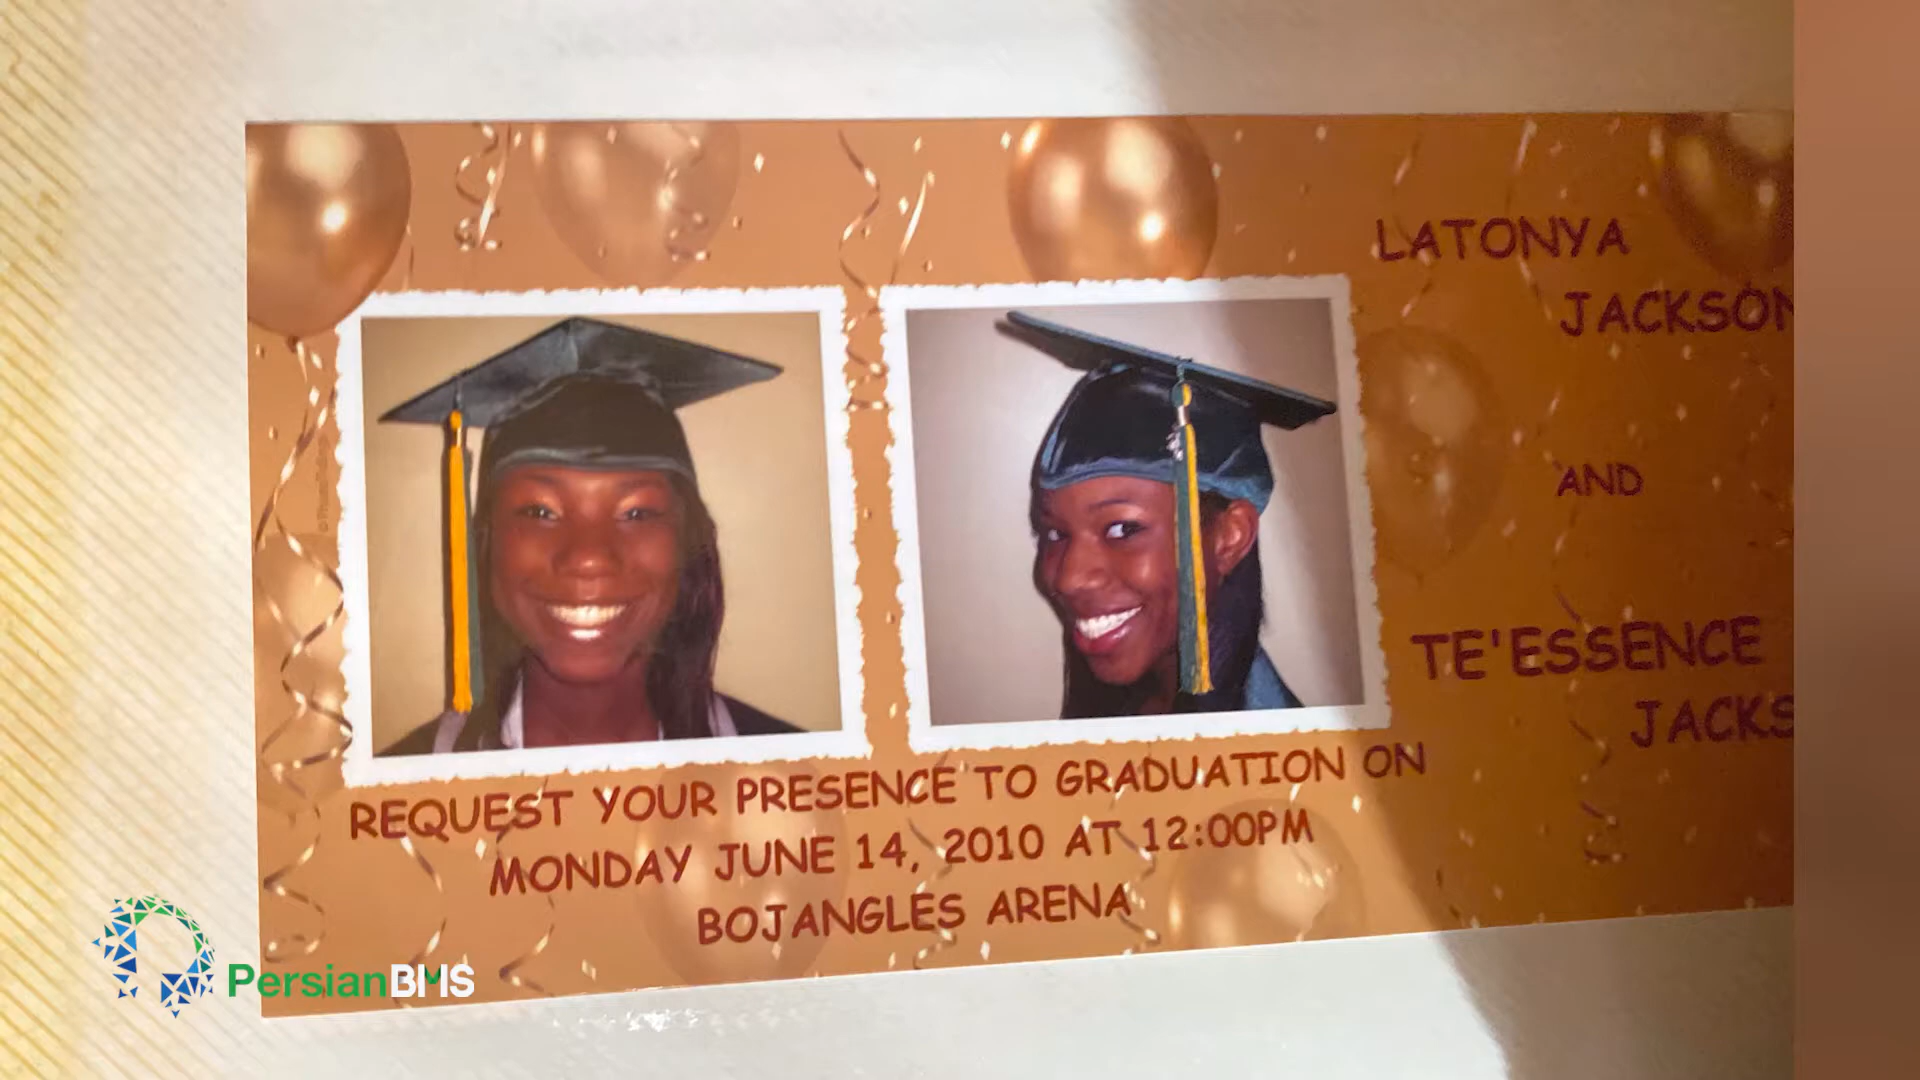 LATONYA
JACKSON
AND
TE'ESSENCE
JACKS
REQUEST YOUR PRESENCE TO GRADUATION ON
MONDAY JUNE 14, 2010 AT 12:00PM
BOJANGLES ARENA
PersianBMS